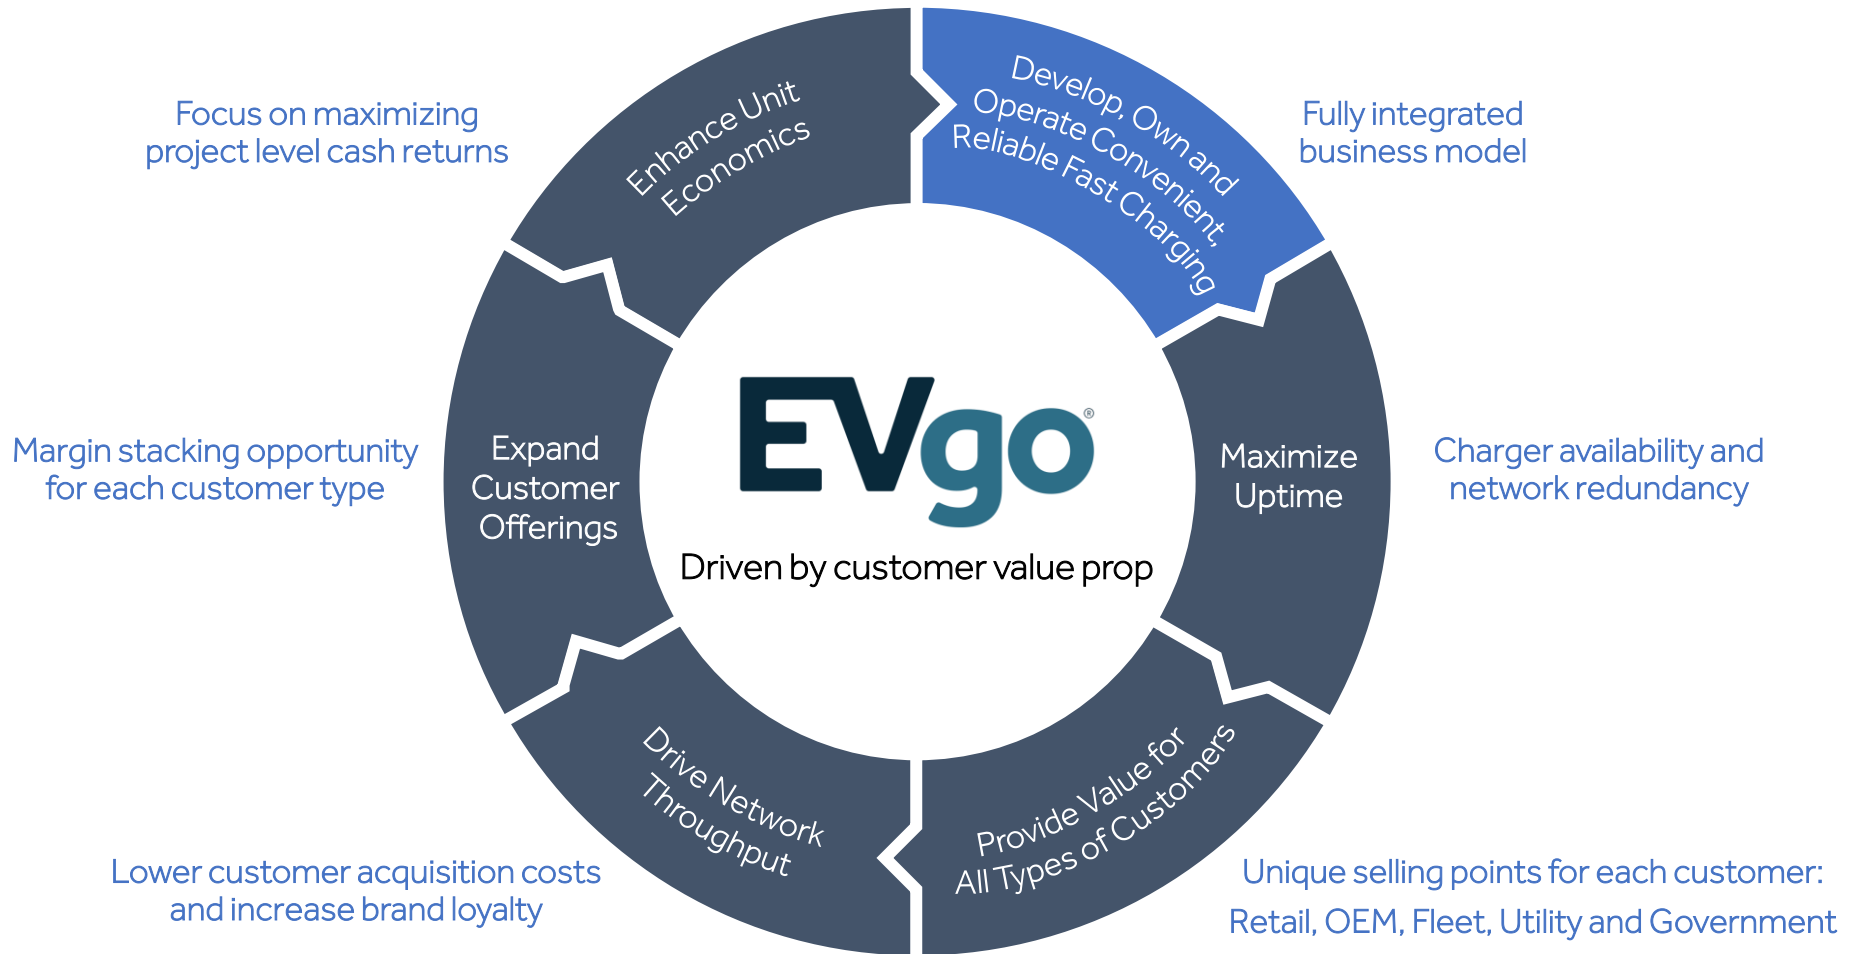 Focus on maximizing
project level cash returns
Enhance Unit
Economics
Develop, Own and
Operate Convenient,
Reliable Fast Charging
Fully integrated
business model
Margin stacking opportunity
for each customer type
Expand
Customer
Offerings
EVgo®
Driven by customer value prop
Maximize
Uptime
Charger availability and
network redundancy
Lower customer acquisition costs
and increase brand loyalty
Drive Network
Throughput
Provide Value for
All Types of Customers
Unique selling points for each customer:
Retail, OEM, Fleet, Utility and Government